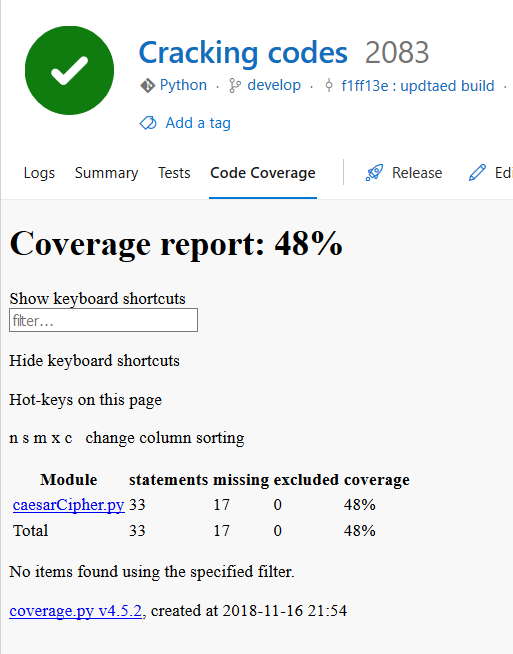 Cracking codes 2083
Python · develop · f1ff13e : updtaed build ·
Add a tag
Logs Summary Tests Code Coverage Release Edi
Coverage report: 48%
Show keyboard shortcuts
filter...
Hide keyboard shortcuts
Hot-keys on this page
n s m x c change column sorting
Module statements missing excluded coverage
caesarCipher.py 33 17 0 48%
Total 33 17 0 48%
No items found using the specified filter.
coverage.py v4.5.2, created at 2018-11-16 21:54